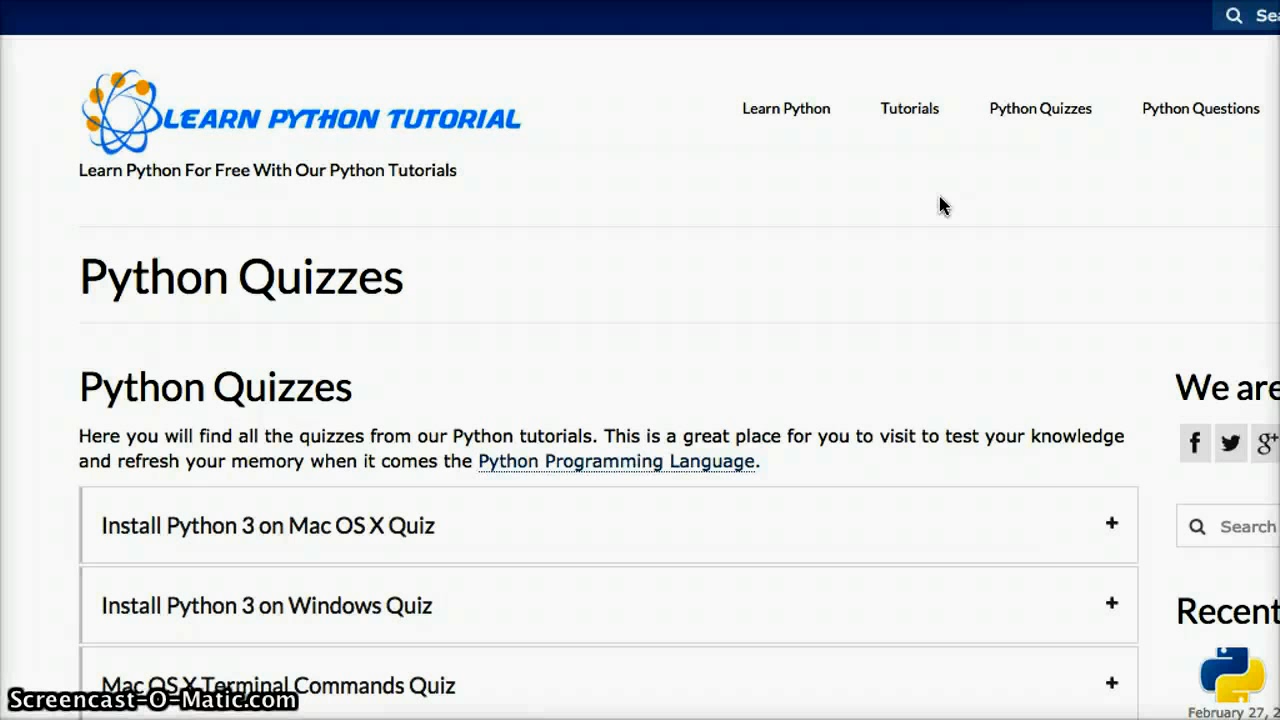 Sea
LEARN PYTHON TUTORIAL
Learn Python For Free With Our Python Tutorials
Learn Python
Tutorials
Python Quizzes
Python Questions
Python Quizzes
Python Quizzes
Here you will find all the quizzes from our Python tutorials. This is a great place for you to visit to test your knowledge
and refresh your memory when it comes the Python Programming Language.
Install Python 3 on Mac OS X Quiz
+
Install Python 3 on Windows Quiz
+
Mac OS X Terminal Commands Quiz
+
We are
f
g+
Search
Recent
February 27, 2
Screencast-O-Matic.com